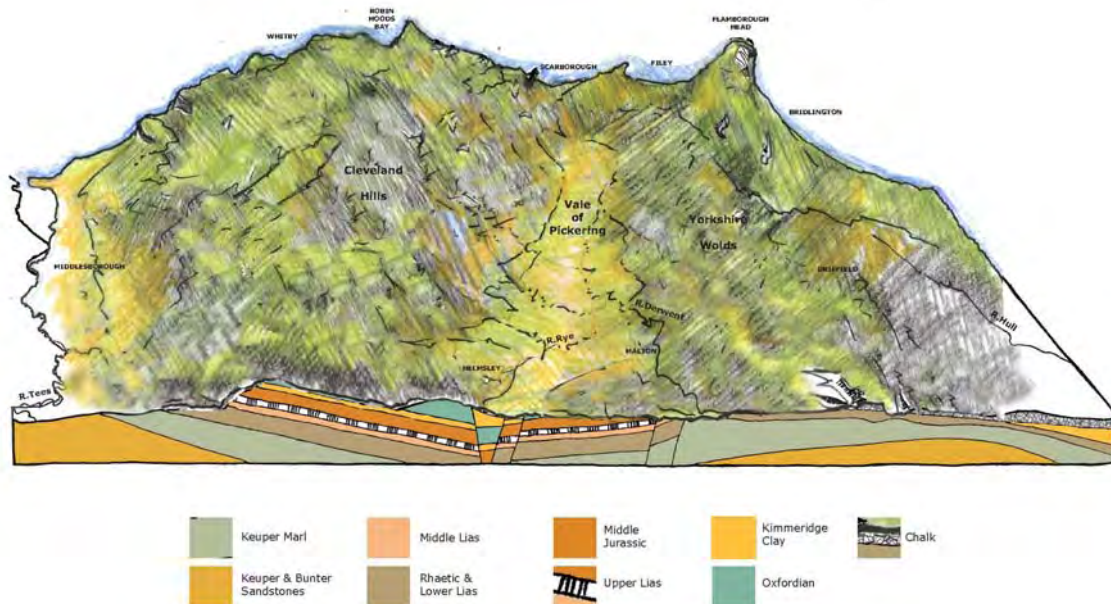 ROBIN
HOODS
BAY
FLAMBOROUGH
HEAD
WHITBY
SCARBOROUGH
FILEY
BRIDLINGTON
Cleveland
Hills
Vale
of
Pickering
Yorkshire
Wolds
MIDDLESBOROUGH
DRIFFIELD
R.Derwent
R.Hull
R.Rye
MALTON
HELMSLEY
R.Tees
Keuper Marl
Middle Lias
Middle
Jurassic
Kimmeridge
Clay
Chalk
Keuper & Bunter
Sandstones
Rhaetic &
Lower Lias
Upper Lias
Oxfordian